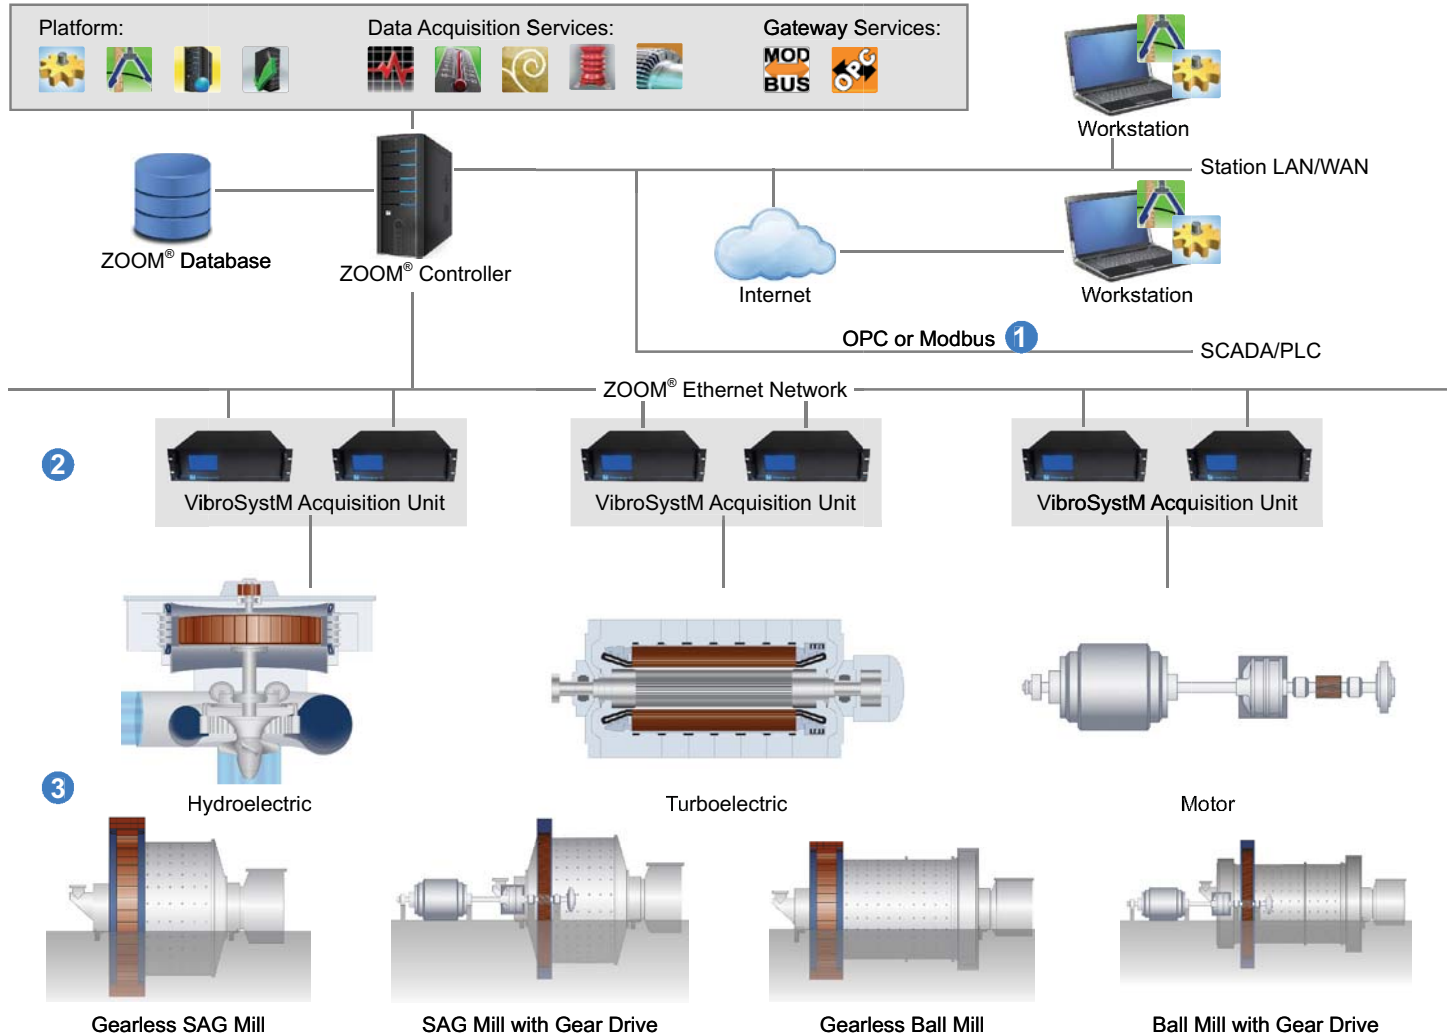 Platform:
Data Acquisition Services:
Gateway Services:
MOD
BUS
OPC
Workstation
Station LAN/WAN
ZOOM® Database
ZOOM® Controller
Internet
Workstation
OPC or Modbus 1
SCADA/PLC
ZOOM® Ethernet Network
2
VibroSystM Acquisition Unit
VibroSystM Acquisition Unit
VibroSystM Acquisition Unit
3
Hydroelectric
Turboelectric
Motor
Gearless SAG Mill
SAG Mill with Gear Drive
Gearless Ball Mill
Ball Mill with Gear Drive